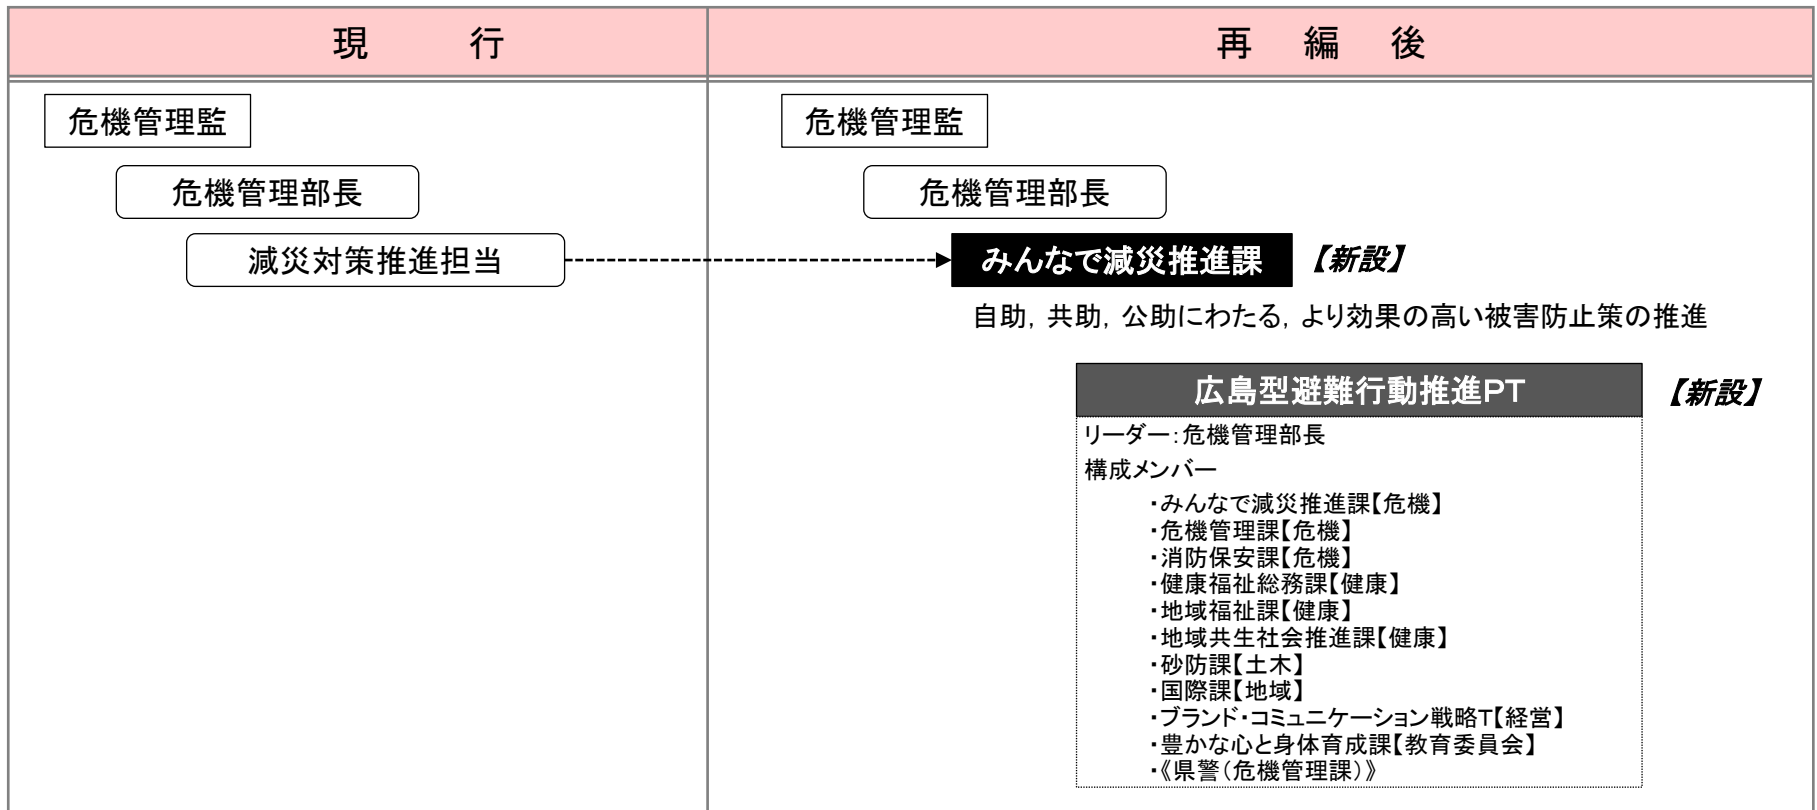 現　行
再　編　後
危機管理監
危機管理部長
減災対策推進担当
危機管理監
危機管理部長
みんなで減災推進課 【新設】
自助，共助，公助にわたる，より効果の高い被害防止策の推進
広島型避難行動推進PT 【新設】
リーダー：危機管理部長
構成メンバー
・みんなで減災推進課【危機】
・危機管理課【危機】
・消防保安課【危機】
・健康福祉総務課【健康】
・地域福祉課【健康】
・地域共生社会推進課【健康】
・砂防課【土木】
・国際課【地域】
・ブランド・コミュニケーション戦略T【経営】
・豊かな心と身体育成課【教育委員会】
・《県警（危機管理課）》